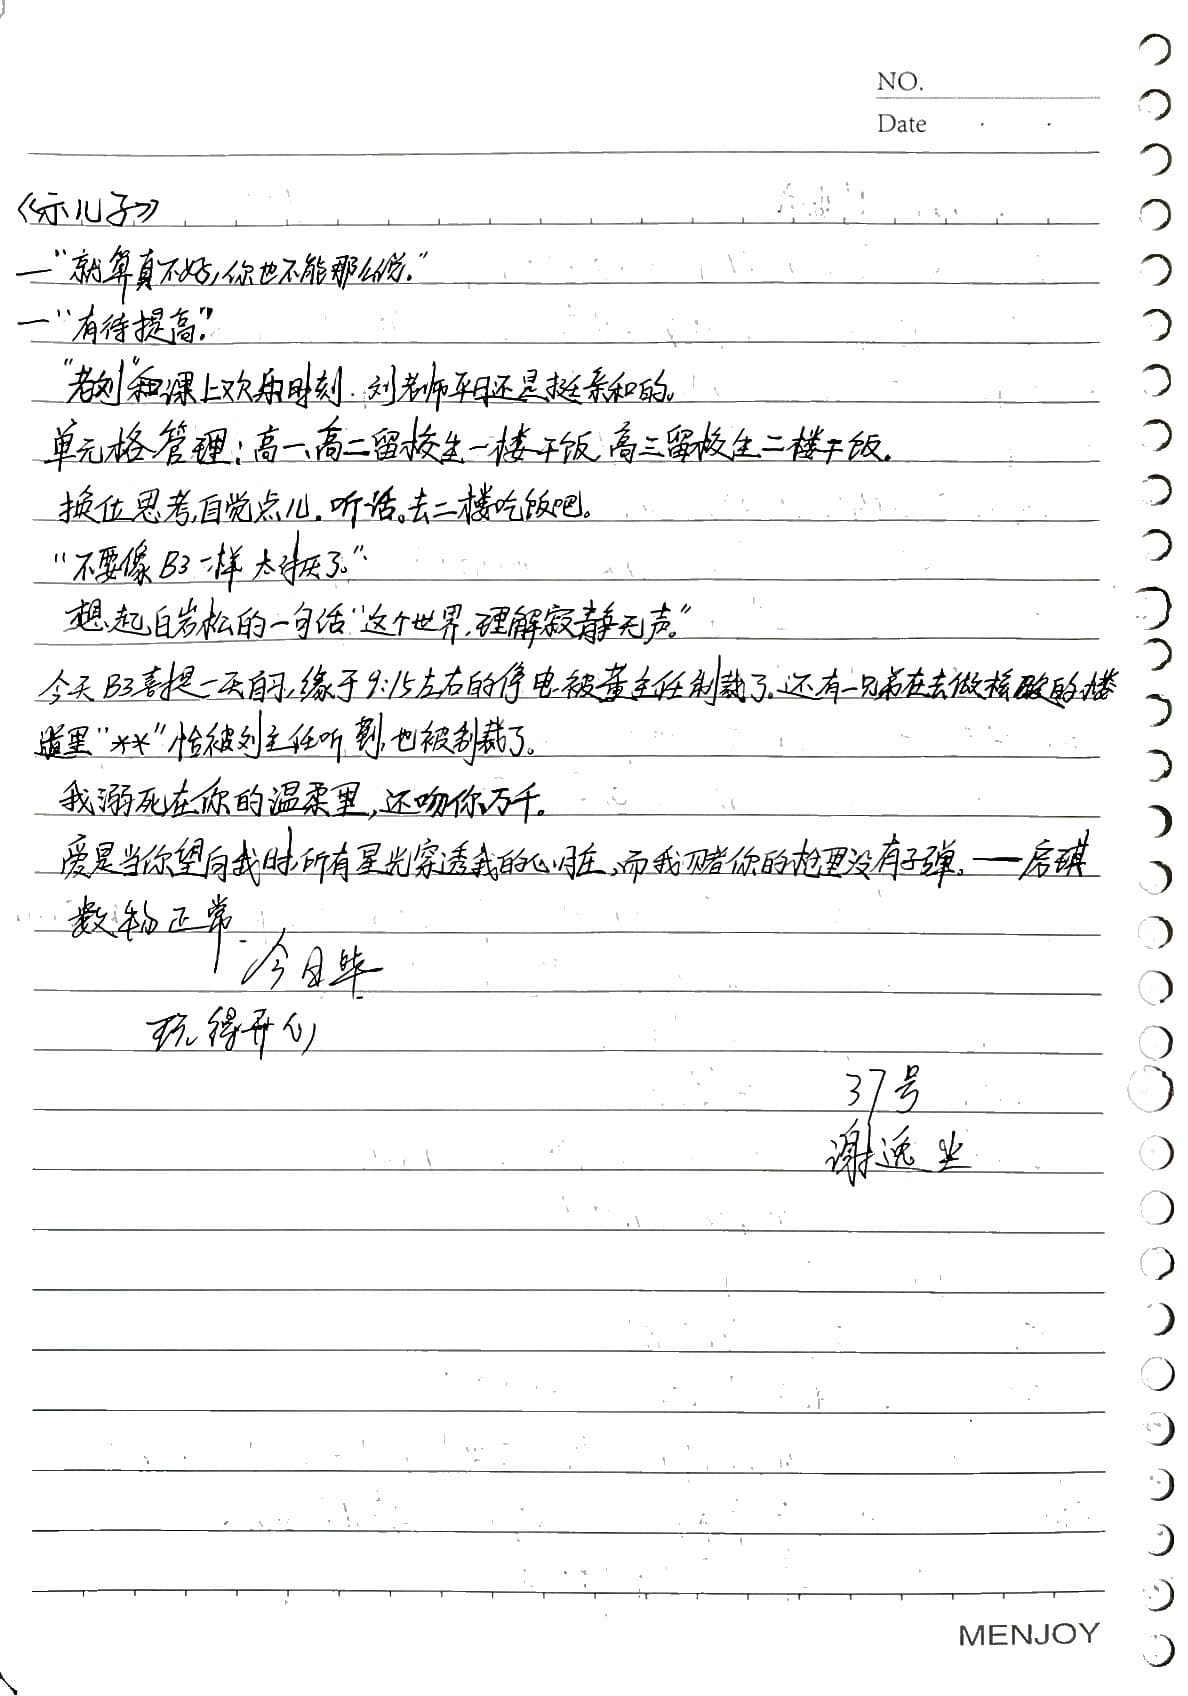 NO.
Date
《示儿子》
—"就算真不好,你也不能那么说."
—"有待提高."
"老刘"和课上欢乐时刻.刘老师平日还是挺亲和的。
单元格管理:高一、高二留校生一楼干饭,高三留校生二楼干饭.
换位思考,自觉点儿.听话。去二楼吃饭吧。
"不要像B3一样 太讨厌了。"
想起白岩松的一句话"这个世界,理解寂静无声."
今天B3喜提一天自习,缘于9:15左右的停电.被董主任制裁了.还有一兄弟在去做核酸的楼
道里"**"恰被刘主任听到,也被制裁了。
我溺死在你的温柔里,还吻你万千。
爱是当你望向我时,所有星光穿透我的心脏,而我只赌你的枪里没有子弹. ——房琪
数物正常.
今日毕
玩得开心
37号
谢逸
MENJOY